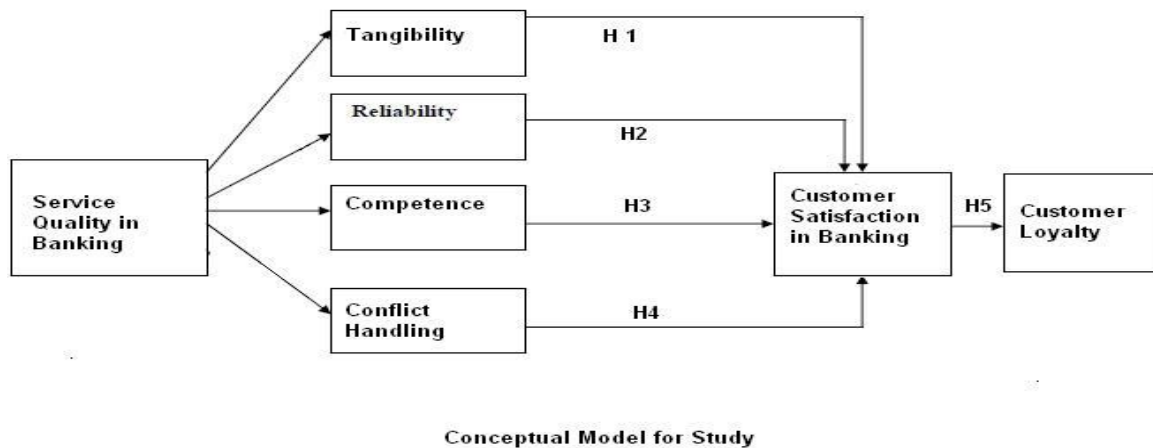 Tangibility
H 1
Reliability
H2
Service
Quality in
Banking
Competence
H3
Customer
Satisfaction
in Banking
H5
Customer
Loyalty
Conflict
Handling
H4
Conceptual Model for Study